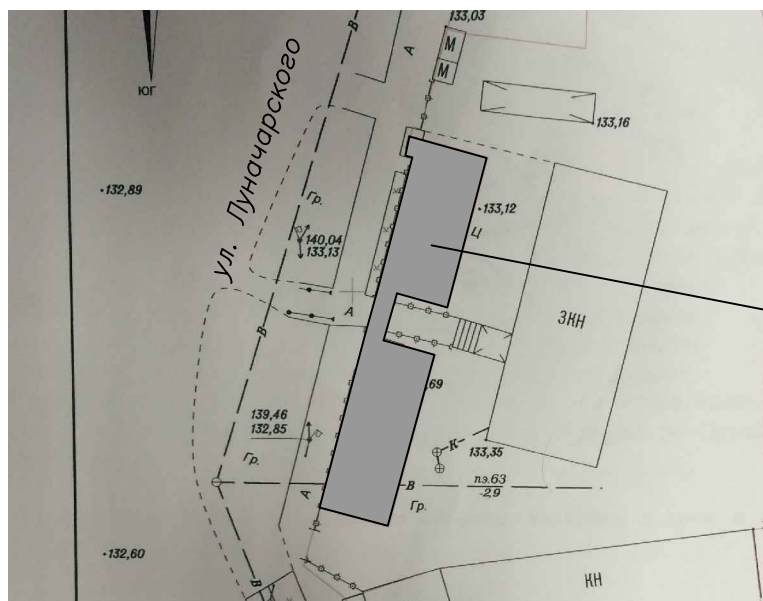 133,03
В
А
М
М
ЮГ
ул. Луначарского
133,16
132,89
Гр.
133,12
Ц
140,04
133,13
В
А
3КН
69
139,46
132,85
К
133,35
Гр.
А
В
пэ.63
-2,9
Гр.
132,60
В
КН